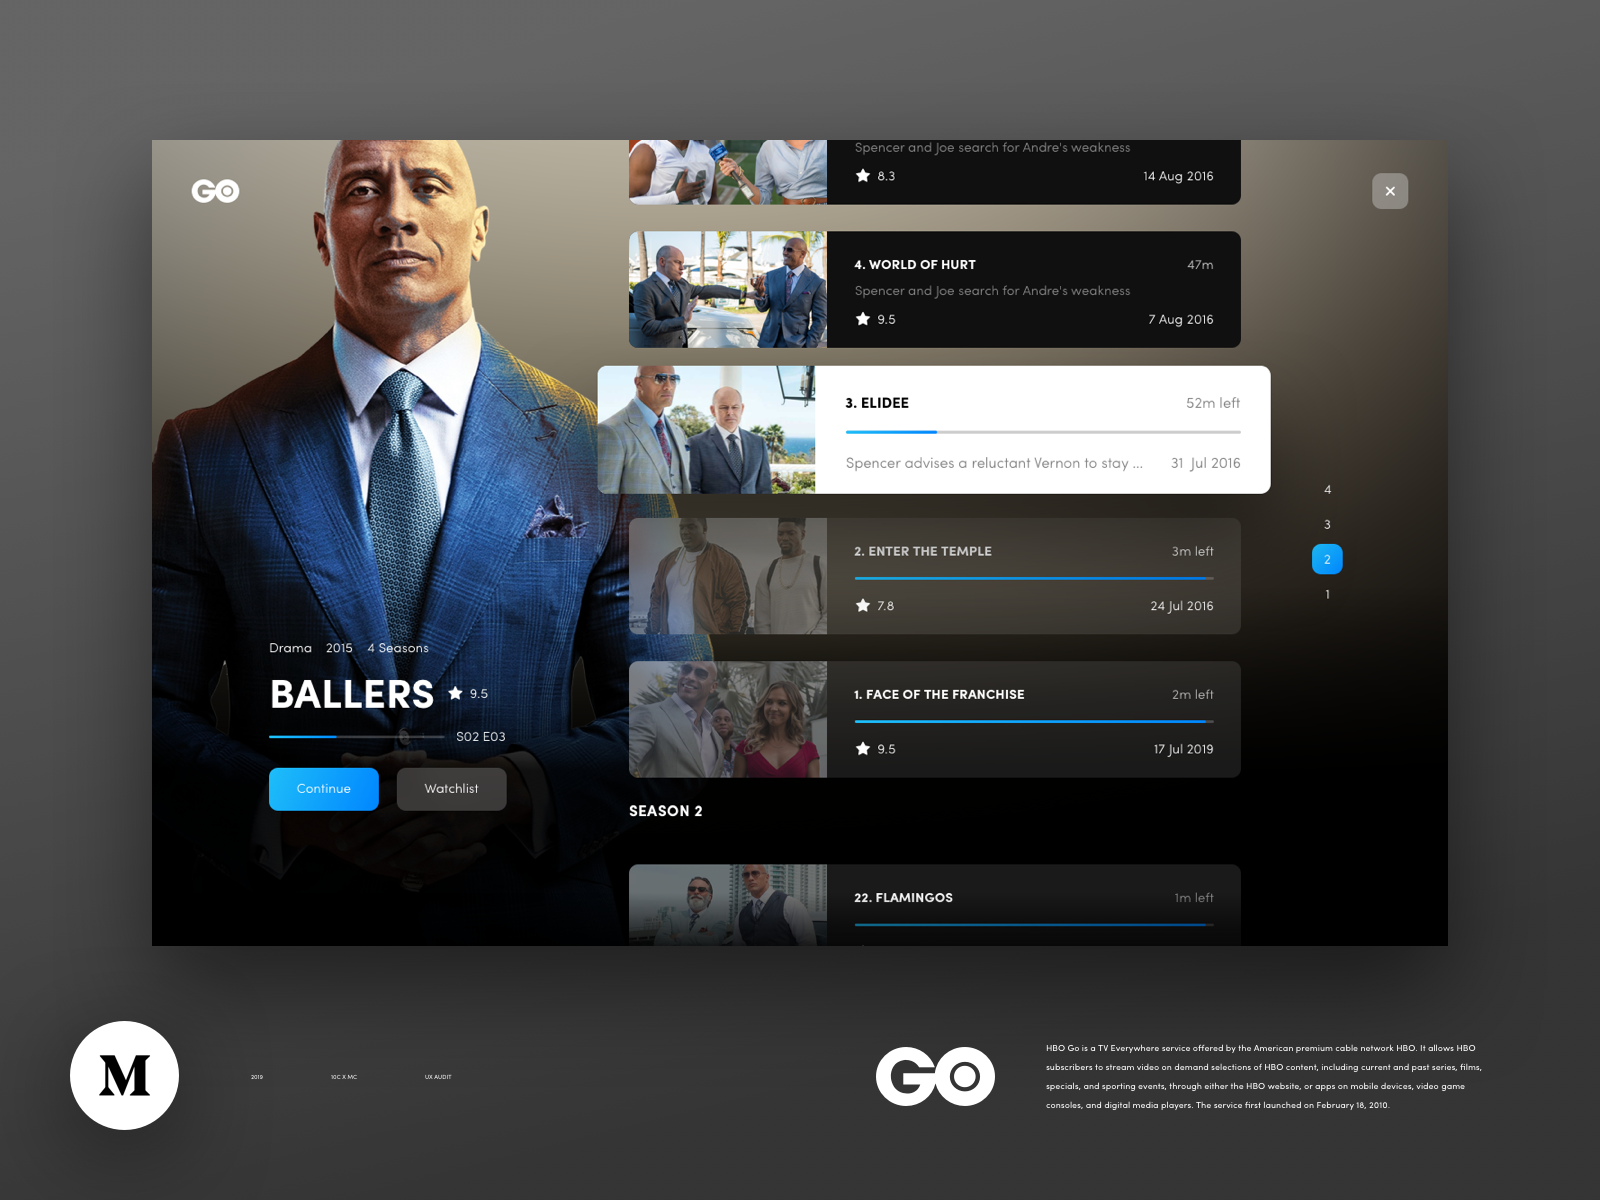 GO
Spencer and Joe search for Andre's weakness
8.3
14 Aug 2016
4. WORLD OF HURT
47m
Spencer and Joe search for Andre's weakness
9.5
7 Aug 2016
3. ELIDEE
52m left
Spencer advises a reluctant Vernon to stay ...
31 Jul 2016
2. ENTER THE TEMPLE
3m left
7.8
24 Jul 2016
1. FACE OF THE FRANCHISE
2m left
9.5
17 Jul 2019
SEASON 2
22. FLAMINGOS
1m left
4
3
2
1
Drama 2015 4 Seasons
BALLERS
9.5
S02 E03
Continue
Watchlist
M
2019
10C X MC
UX AUDIT
GO
HBO Go is a TV Everywhere service offered by the American premium cable network HBO. It allows HBO
subscribers to stream video on demand selections of HBO content, including current and past series, films,
specials, and sporting events, through either the HBO website, or apps on mobile devices, video game
consoles, and digital media players. The service first launched on February 18, 2010.